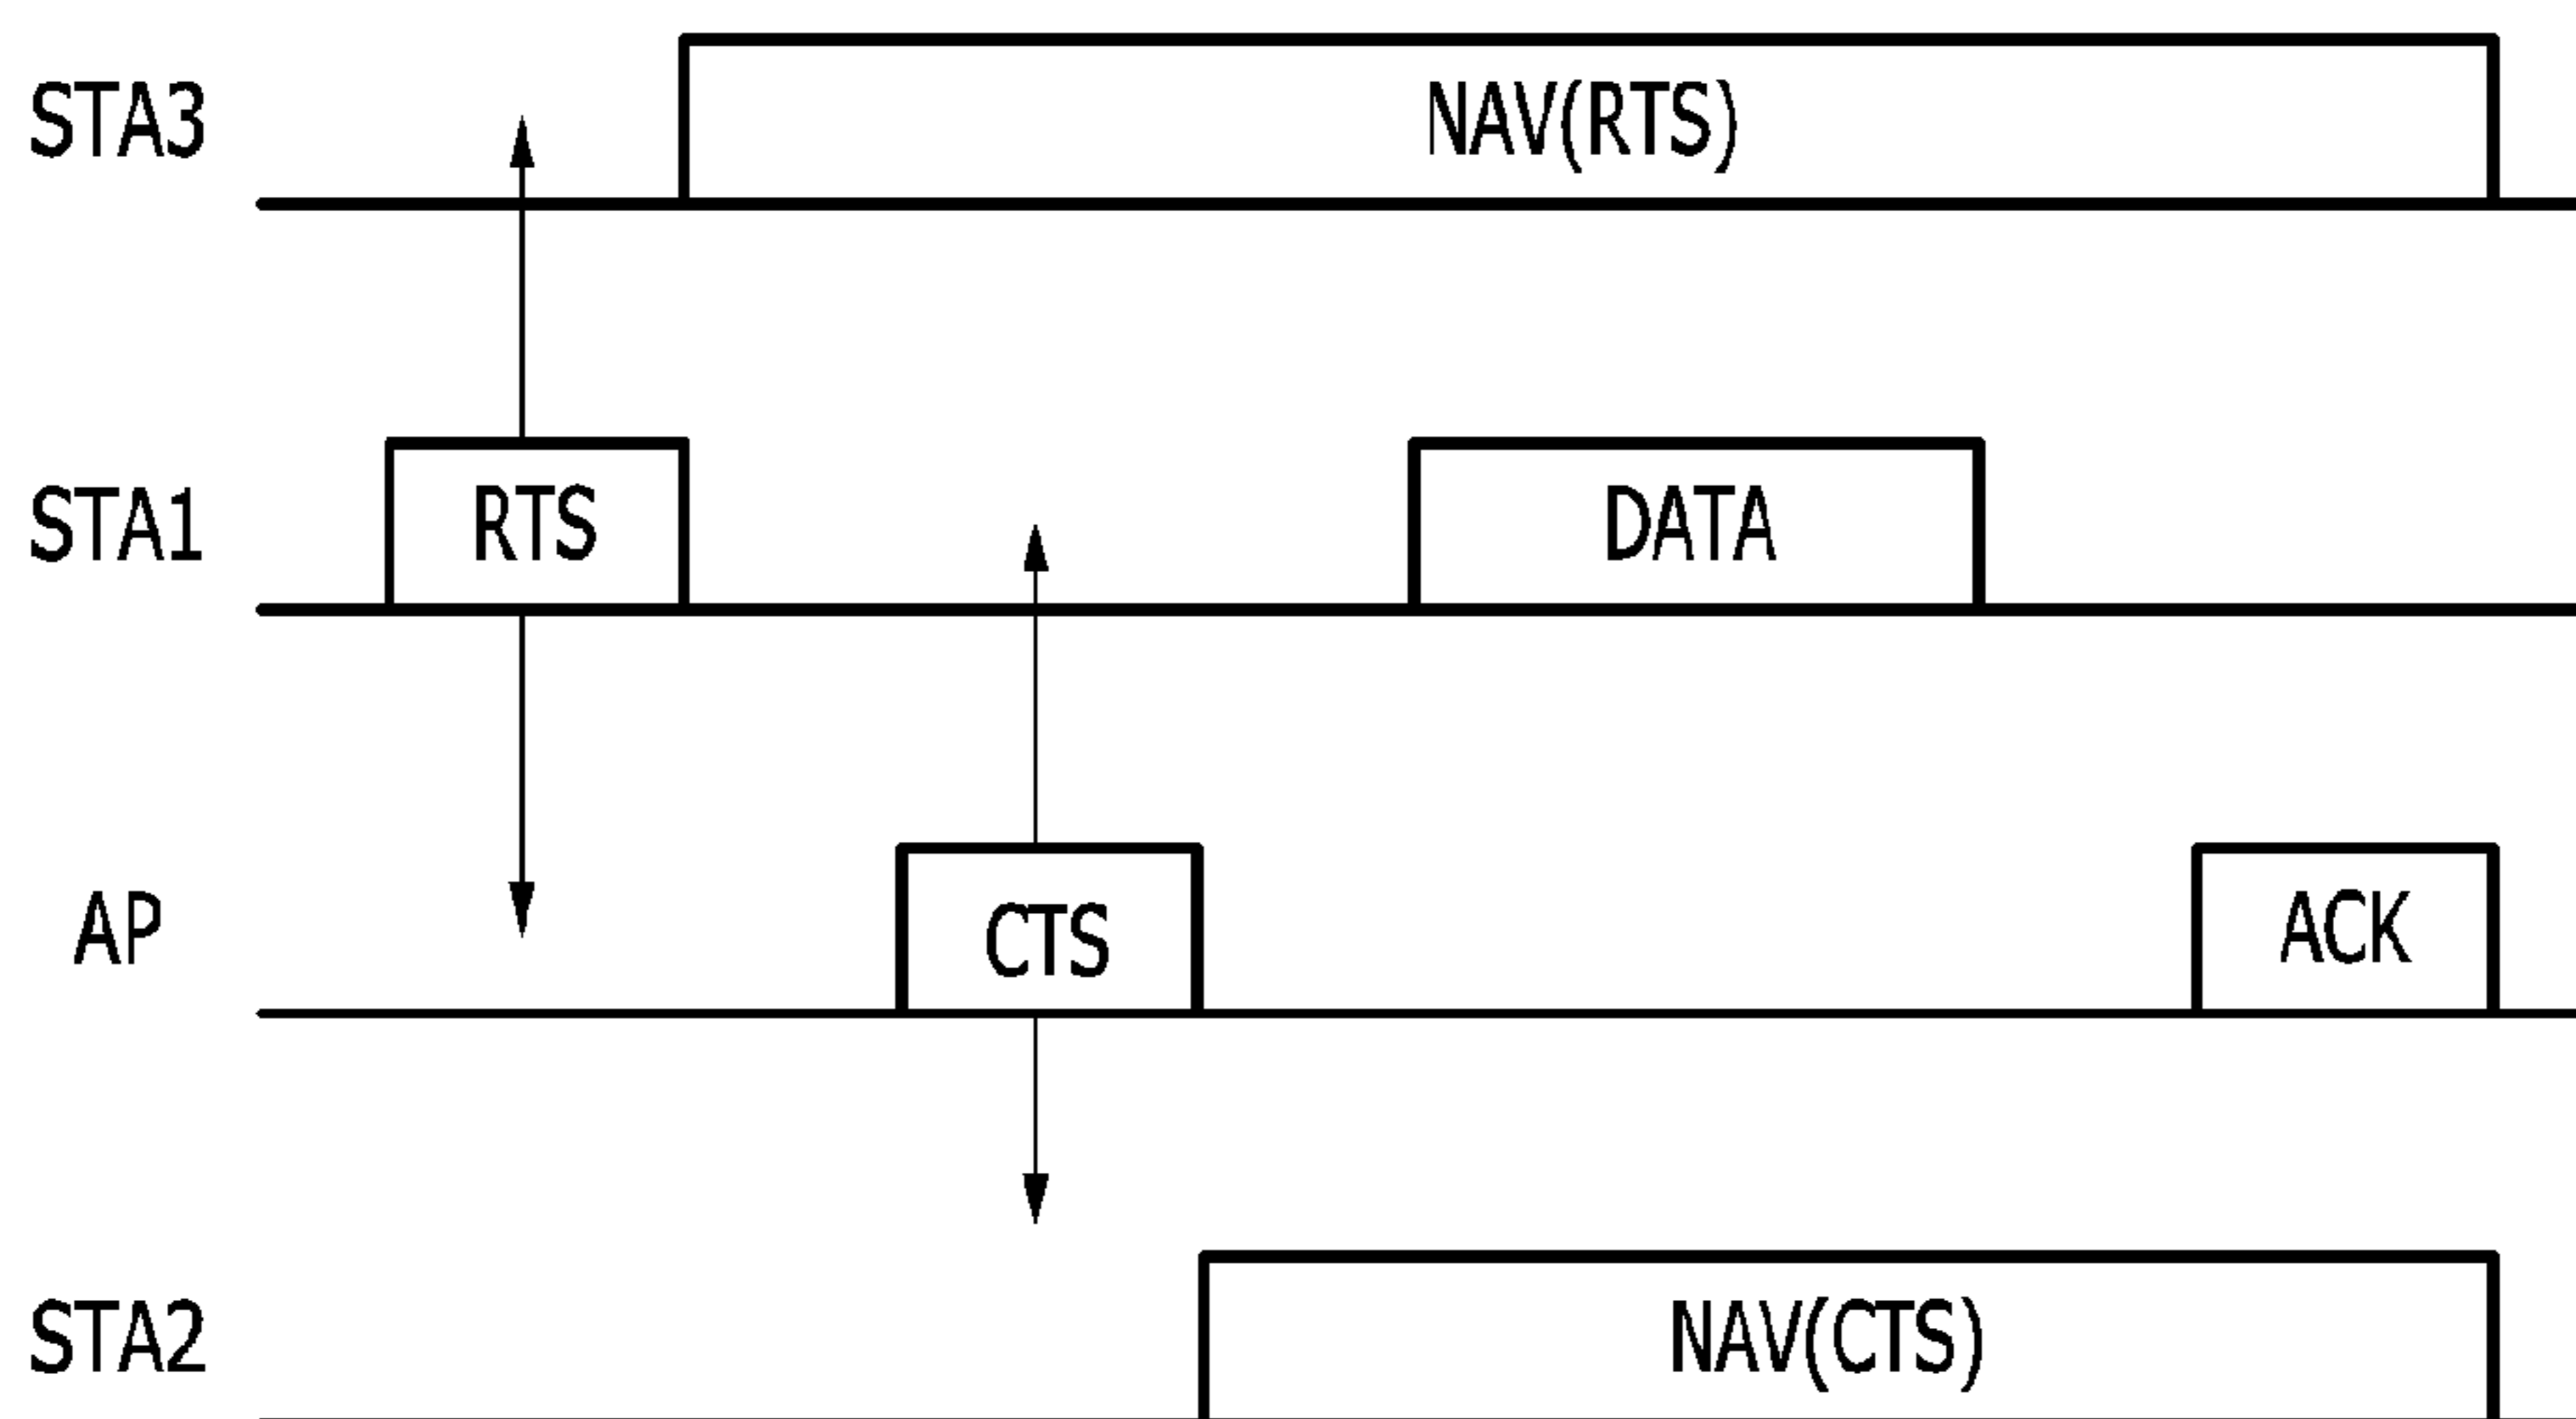 STA3
NAV(RTS)
STA1
RTS
DATA
AP
CTS
ACK
STA2
NAV(CTS)